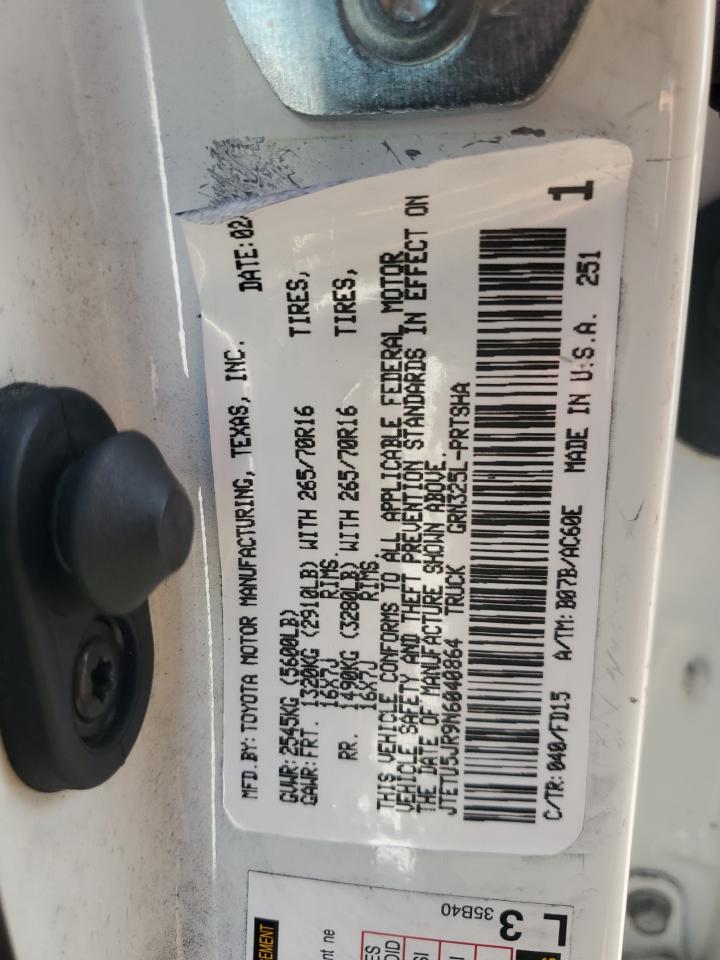 MFD.BY:TOYOTA MOTOR MANUFACTURING, TEXAS, INC. DATE:02/
GVWR:2545KG (5600LB)
GAWR:FRT. 1320KG (2910LB) WITH 265/70R16 TIRES,
16X7J RIMS.
RR. 1490KG (3280LB) WITH 265/70R16 TIRES,
16X7J RIMS.
THIS VEHICLE CONFORMS TO ALL APPLICABLE FEDERAL MOTOR
VEHICLE SAFETY AND THEFT PREVENTION STANDARDS IN EFFECT ON
THE DATE OF MANUFACTURE SHOWN ABOVE.
JTETU5JR9N6040864 TRUCK GRN325L-PRTSHA
C/TR:040/FD15 A/TM:B07B/AC60E MADE IN U.S.A. 251
1
35B40
3